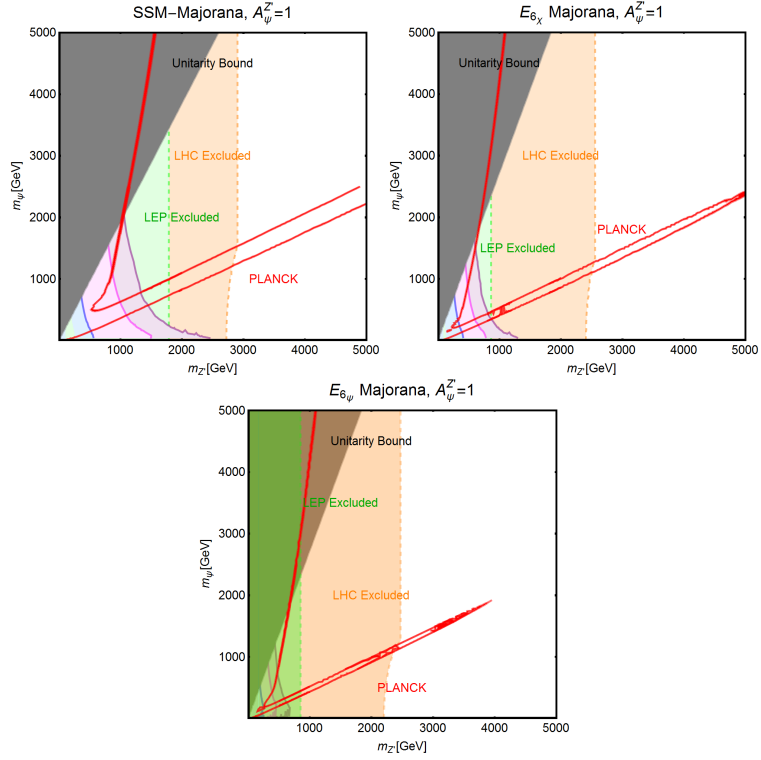 SSM−Majorana, A_ψ^Z'=1
5000
4000
3000
2000
1000
m_ψ[GeV]
Unitarity Bound
LHC Excluded
LEP Excluded
PLANCK
1000 2000 3000 4000 5000
m_Z'[GeV]
E_6χ Majorana, A_ψ^Z'=1
5000
4000
3000
2000
1000
m_ψ[GeV]
Unitarity Bound
LHC Excluded
PLANCK
LEP Excluded
1000 2000 3000 4000 5000
m_Z'[GeV]
E_6ψ Majorana, A_ψ^Z'=1
5000
4000
3000
2000
1000
m_ψ[GeV]
Unitarity Bound
LEP Excluded
LHC Excluded
PLANCK
1000 2000 3000 4000 5000
m_Z'[GeV]